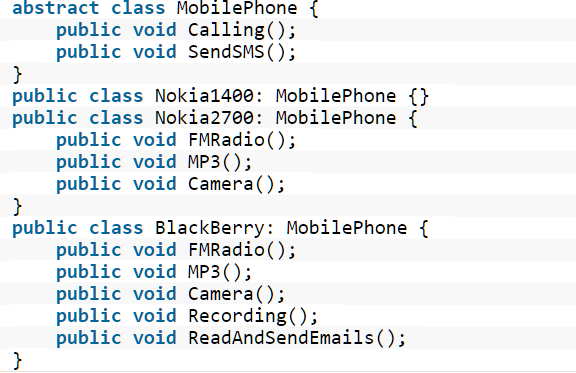 abstract class MobilePhone {
    public void Calling();
    public void SendSMS();
}
public class Nokia1400: MobilePhone {}
public class Nokia2700: MobilePhone {
    public void FMRadio();
    public void MP3();
    public void Camera();
}
public class BlackBerry: MobilePhone {
    public void FMRadio();
    public void MP3();
    public void Camera();
    public void Recording();
    public void ReadAndSendEmails();
}